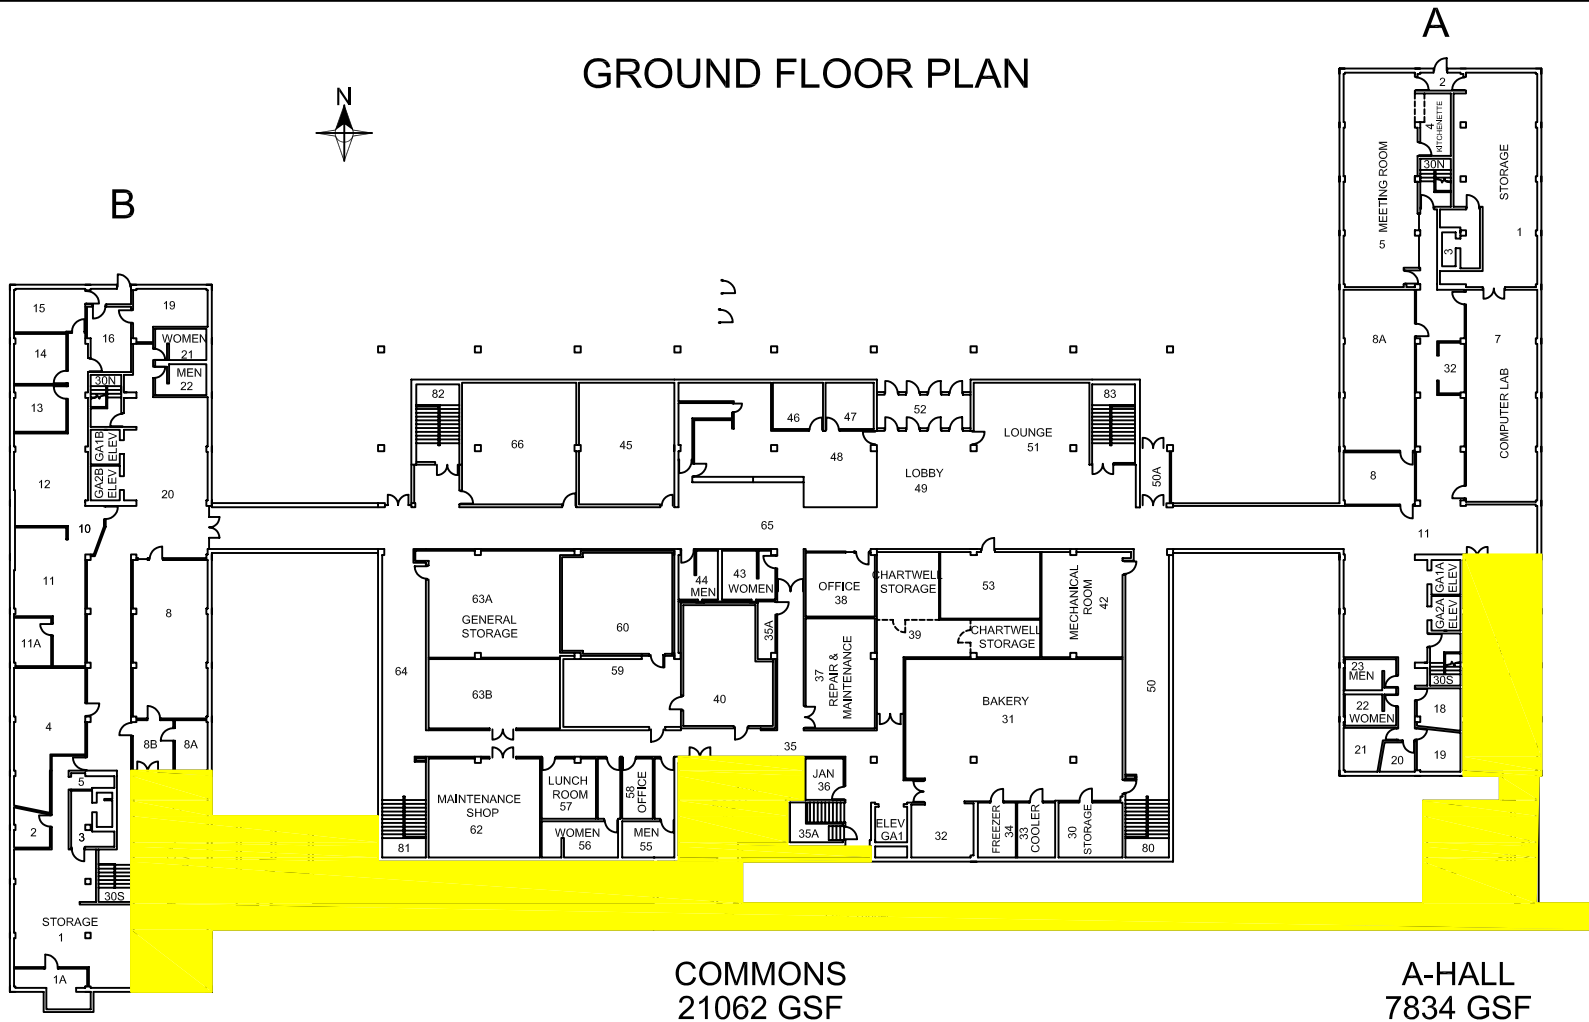 A
GROUND FLOOR PLAN
N
B
2
4
KITCHENETTE
30N
MEETING ROOM
5
STORAGE
1
3
15
19
16
14
WOMEN
21
MEN
22
30N
13
GA1B
ELEV
GA2B
ELEV
12
20
10
11
8
11A
4
8B
8A
5
2
3
30S
STORAGE
1
1A
8A
7
32
COMPUTER LAB
8
11
82
66
45
46
47
48
52
LOUNGE
51
83
LOBBY
49
50A
65
63A
GENERAL
STORAGE
60
44
MEN
43
WOMEN
OFFICE
38
CHARTWELL
STORAGE
53
MECHANICAL
ROOM
42
35A
39
CHARTWELL
STORAGE
64
63B
59
40
37
REPAIR &
MAINTENANCE
BAKERY
31
50
35
MAINTENANCE
SHOP
62
LUNCH
ROOM
57
58
OFFICE
WOMEN
56
MEN
55
JAN
36
35A
ELEV
GA1
32
FREEZER
34
33
COOLER
30
STORAGE
81
80
GA1A
ELEV
GA2A
ELEV
23
MEN
30S
22
WOMEN
18
21
20
19
COMMONS
21062 GSF
A-HALL
7834 GSF